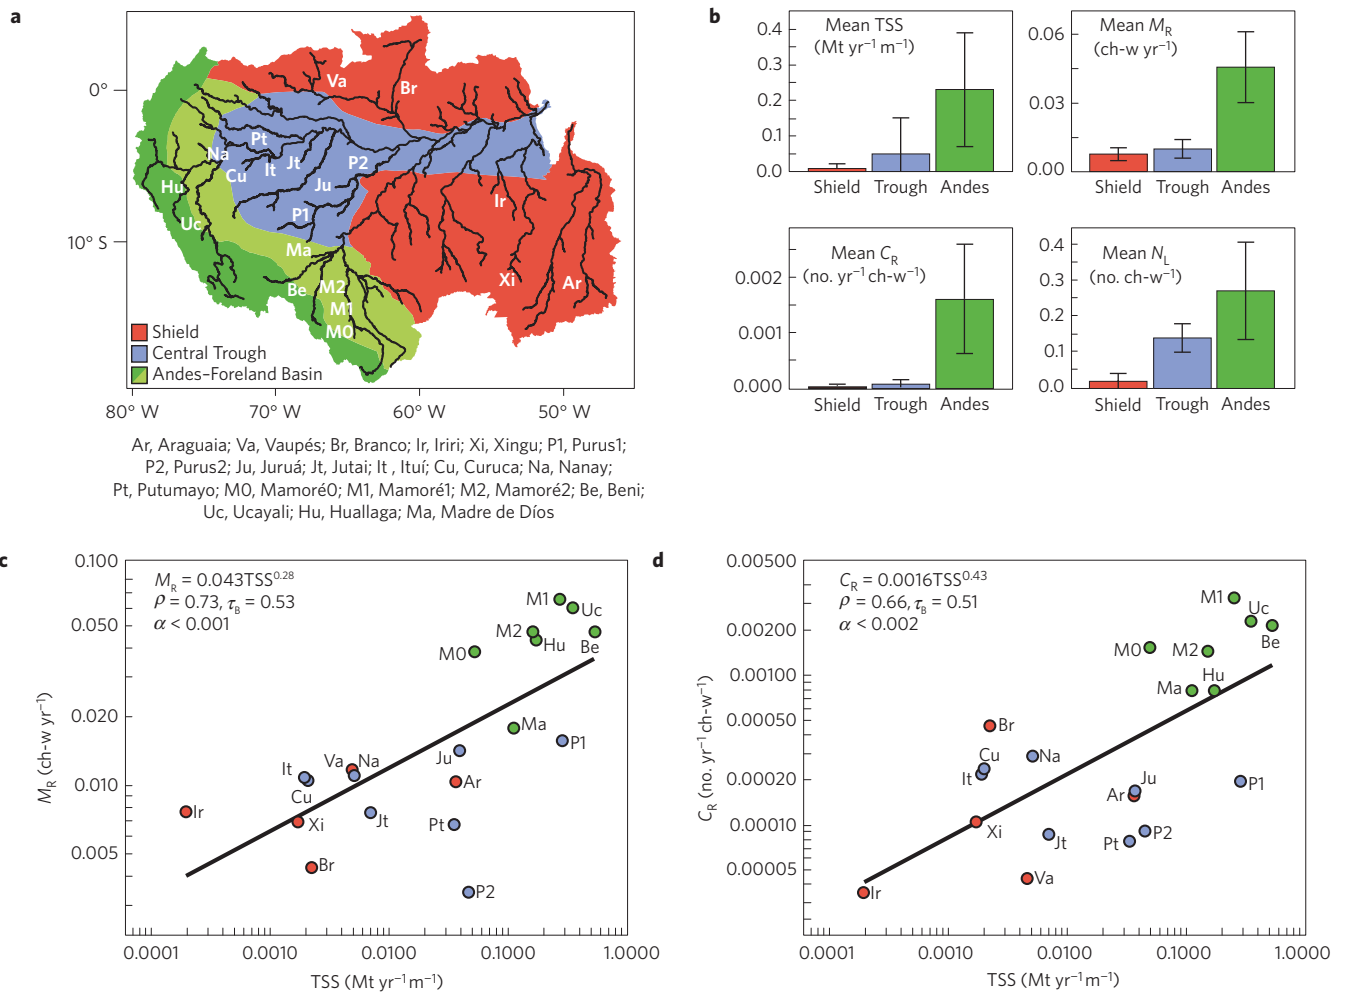 a
0°
10° S
80° W
70° W
60° W
50° W
Va
Br
Pt
Na
It
Jt
P2
Cu
Ju
Hu
Ir
P1
Uc
Ma
Xi
Ar
Be
M2
M1
M0
Shield
Central Trough
Andes–Foreland Basin
Ar, Araguaia; Va, Vaupés; Br, Branco; Ir, Iriri; Xi, Xingu; P1, Purus1;
P2, Purus2; Ju, Juruá; Jt, Jutai; It , Ituí; Cu, Curuca; Na, Nanay;
Pt, Putumayo; M0, Mamoré0; M1, Mamoré1; M2, Mamoré2; Be, Beni;
Uc, Ucayali; Hu, Huallaga; Ma, Madre de Díos
b
Mean TSS
(Mt yr⁻¹ m⁻¹)
0.4
0.3
0.2
0.1
0.0
Shield Trough Andes
Mean M_R
(ch-w yr⁻¹)
0.06
0.03
0.00
Shield Trough Andes
Mean C_R
(no. yr⁻¹ ch-w⁻¹)
0.002
0.001
0.000
Shield Trough Andes
Mean N_L
(no. ch-w⁻¹)
0.4
0.3
0.2
0.1
0.0
Shield Trough Andes
c
M_R = 0.043TSS^0.28
ρ = 0.73, τ_B = 0.53
α < 0.001
M_R (ch-w yr⁻¹)
0.100
0.050
0.020
0.010
0.005
M1
Uc
M2
Hu
Be
M0
Ma
P1
Ju
Va
Na
It
Cu
Ar
Ir
Xi
Jt
Pt
Br
P2
0.0001 0.0010 0.0100 0.1000 1.0000
TSS (Mt yr⁻¹ m⁻¹)
d
C_R = 0.0016TSS^0.43
ρ = 0.66, τ_B = 0.51
α < 0.002
C_R (no. yr⁻¹ ch-w⁻¹)
0.00500
0.00200
0.00100
0.00050
0.00020
0.00010
0.00005
M1
Uc
Be
M0
M2
Hu
Ma
Br
Cu
Na
It
Ju
Ar
P1
Xi
Jt
Pt
P2
Va
Ir
0.0001 0.0010 0.0100 0.1000 1.0000
TSS (Mt yr⁻¹ m⁻¹)